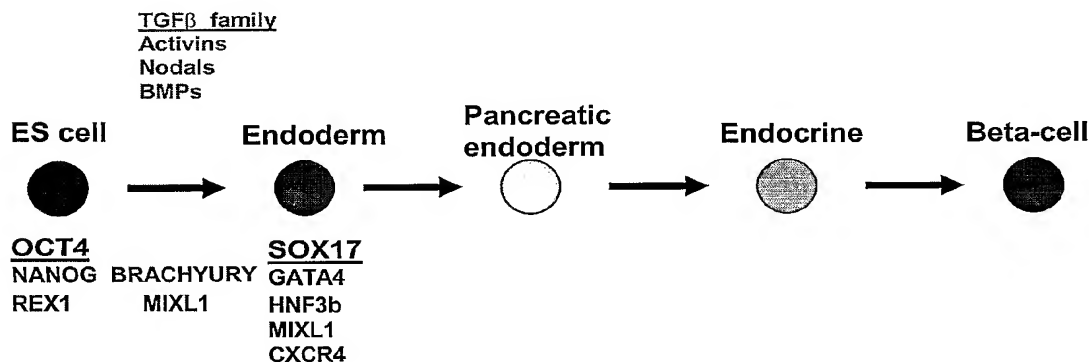 TGFβ family
Activins
Nodals
BMPs
ES cell
Endoderm
Pancreatic
endoderm
Endocrine
Beta-cell
OCT4
NANOG
REX1
BRACHYURY
MIXL1
SOX17
GATA4
HNF3b
MIXL1
CXCR4